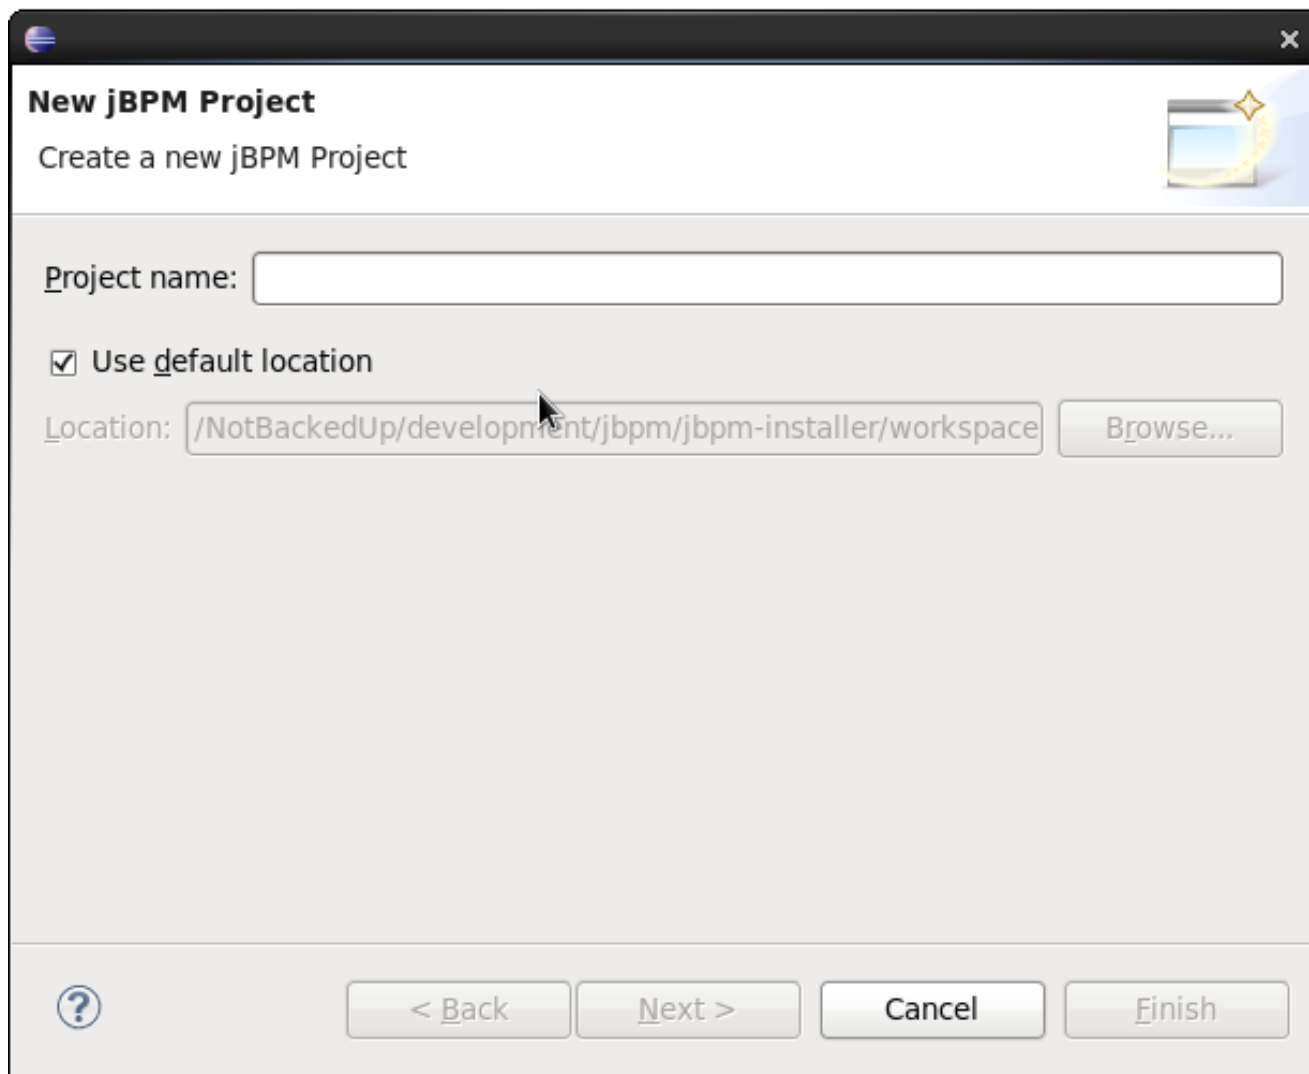 New jBPM Project
Create a new jBPM Project
Project name:
Use default location
Location: /NotBackedUp/development/jbpm/jbpm-installer/workspace Browse...
? < Back Next > Cancel Finish